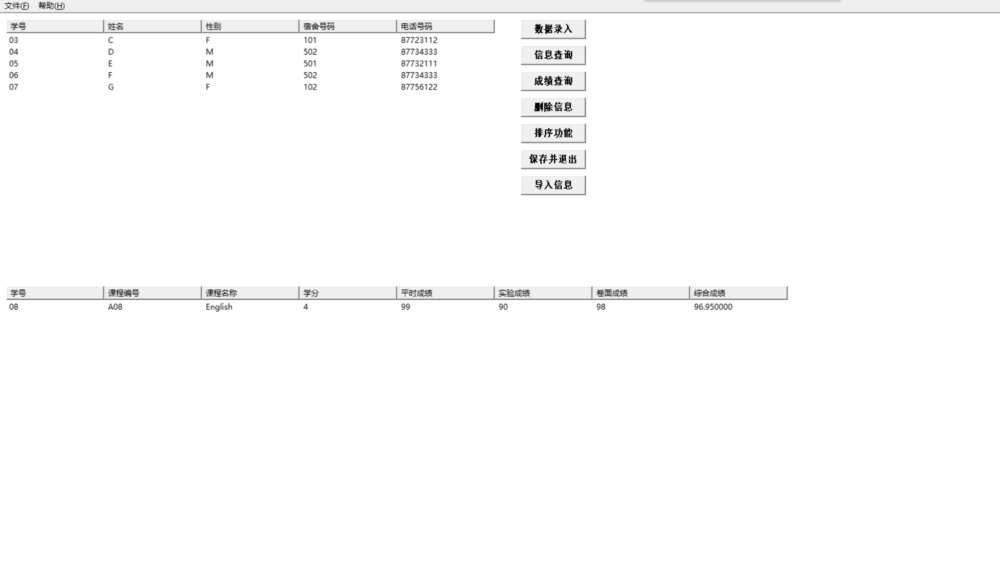 文件(F) 帮助(H)
学号 姓名 性别 宿舍号码 电话号码
03 C F 101 87723112
04 D M 502 87734333
05 E M 501 87732111
06 F M 502 87734333
07 G F 102 87756122
数据录入
信息查询
成绩查询
删除信息
排序功能
保存并退出
导入信息
学号 课程编号 课程名称 学分 平时成绩 实验成绩 卷面成绩 综合成绩
08 A08 English 4 99 90 98 96.950000